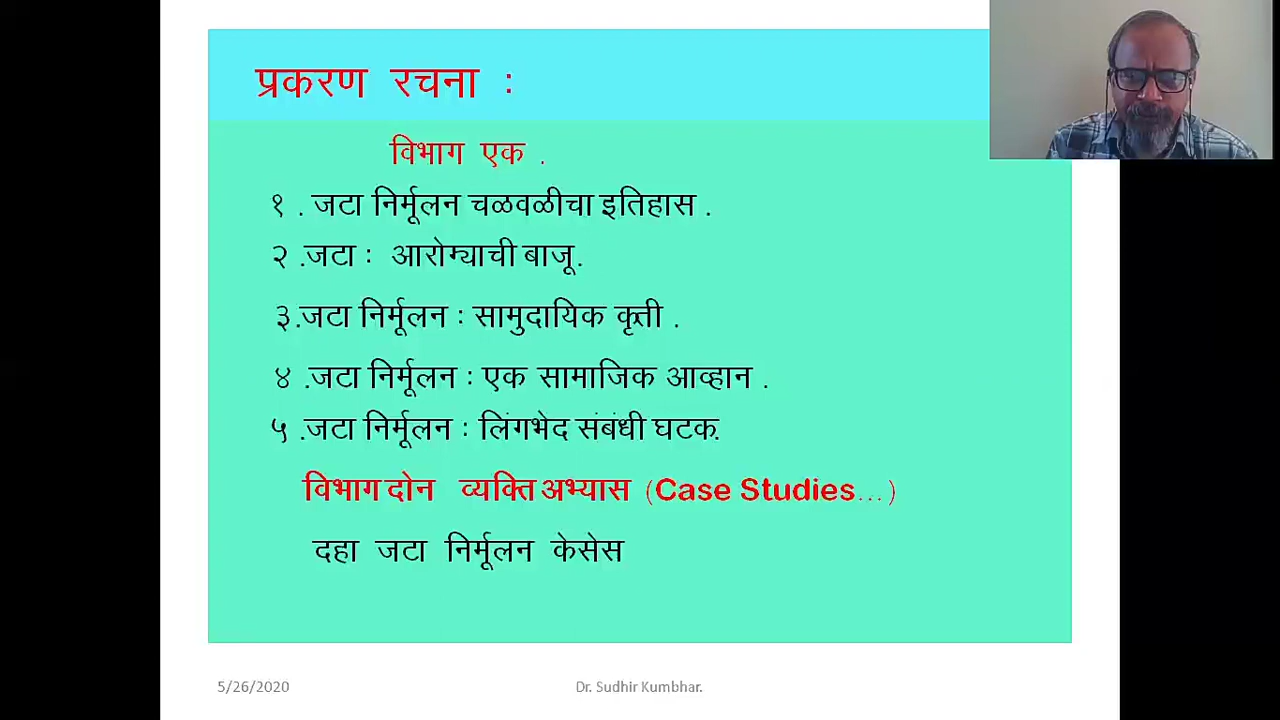 प्रकरण रचना :
विभाग एक .
१ . जटा निर्मूलन चळवळीचा इतिहास .
२ .जटा : आरोग्याची बाजू.
३.जटा निर्मूलन : सामुदायिक कृती .
४ .जटा निर्मूलन : एक सामाजिक आव्हान .
५ .जटा निर्मूलन : लिंगभेद संबंधी घटक.
विभाग दोन व्यक्ति अभ्यास (Case Studies...)
दहा जटा निर्मूलन केसेस
5/26/2020 Dr. Sudhir Kumbhar.